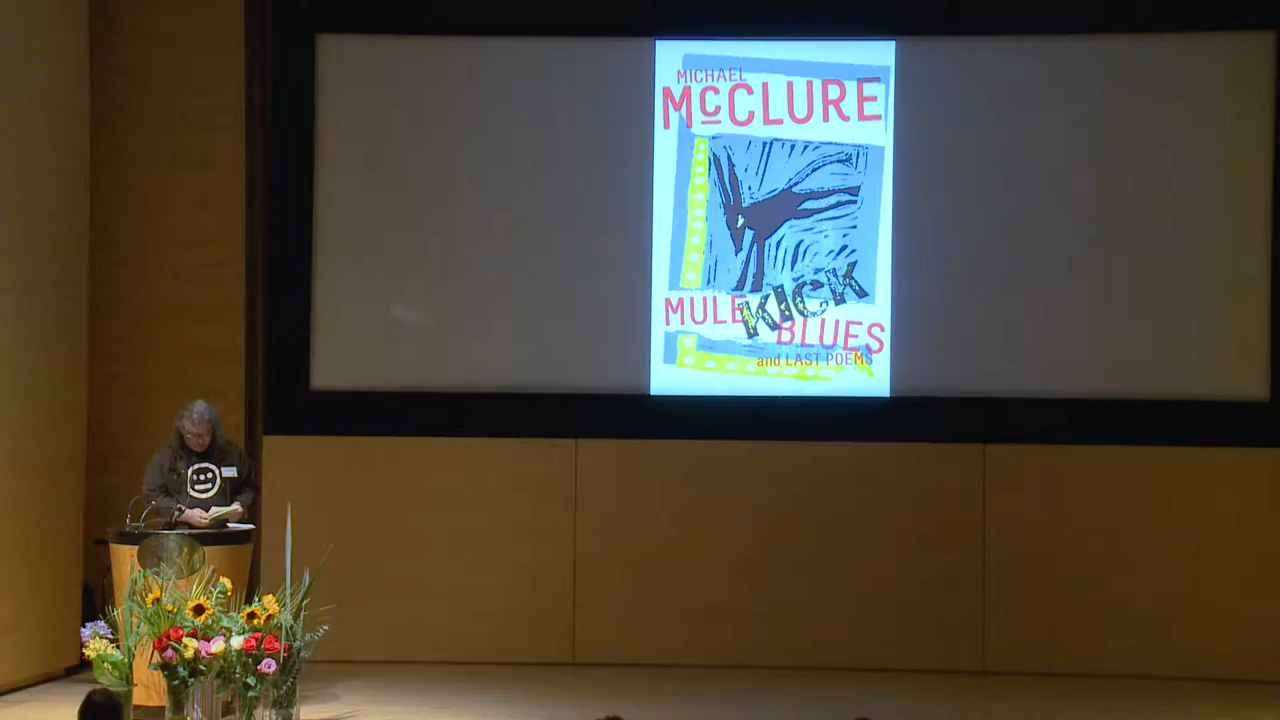 MICHAEL
McCLURE
MULE KICK
BLUES
and LAST POEMS